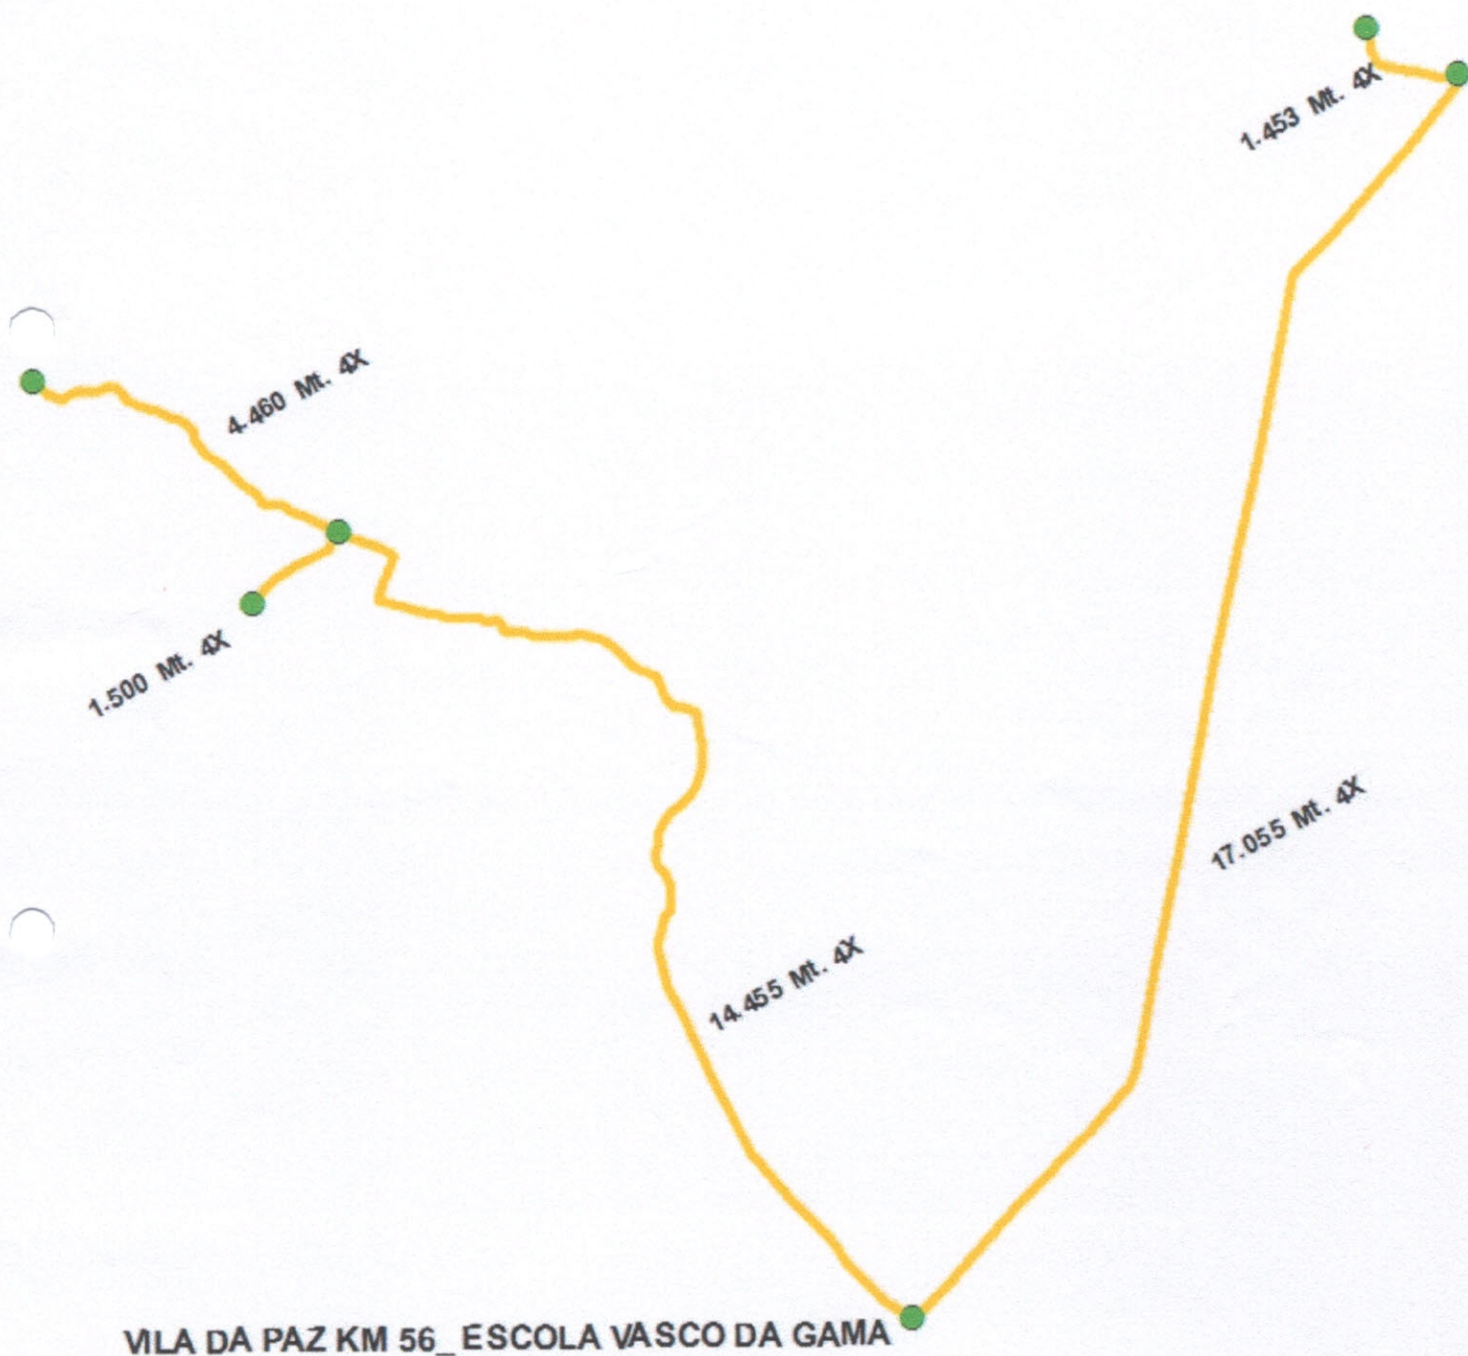 1.453 Mt. 4X
4.460 Mt. 4X
1.500 Mt. 4X
17.055 Mt. 4X
14.455 Mt. 4X
VILA DA PAZ KM 56_ ESCOLA VASCO DA GAMA